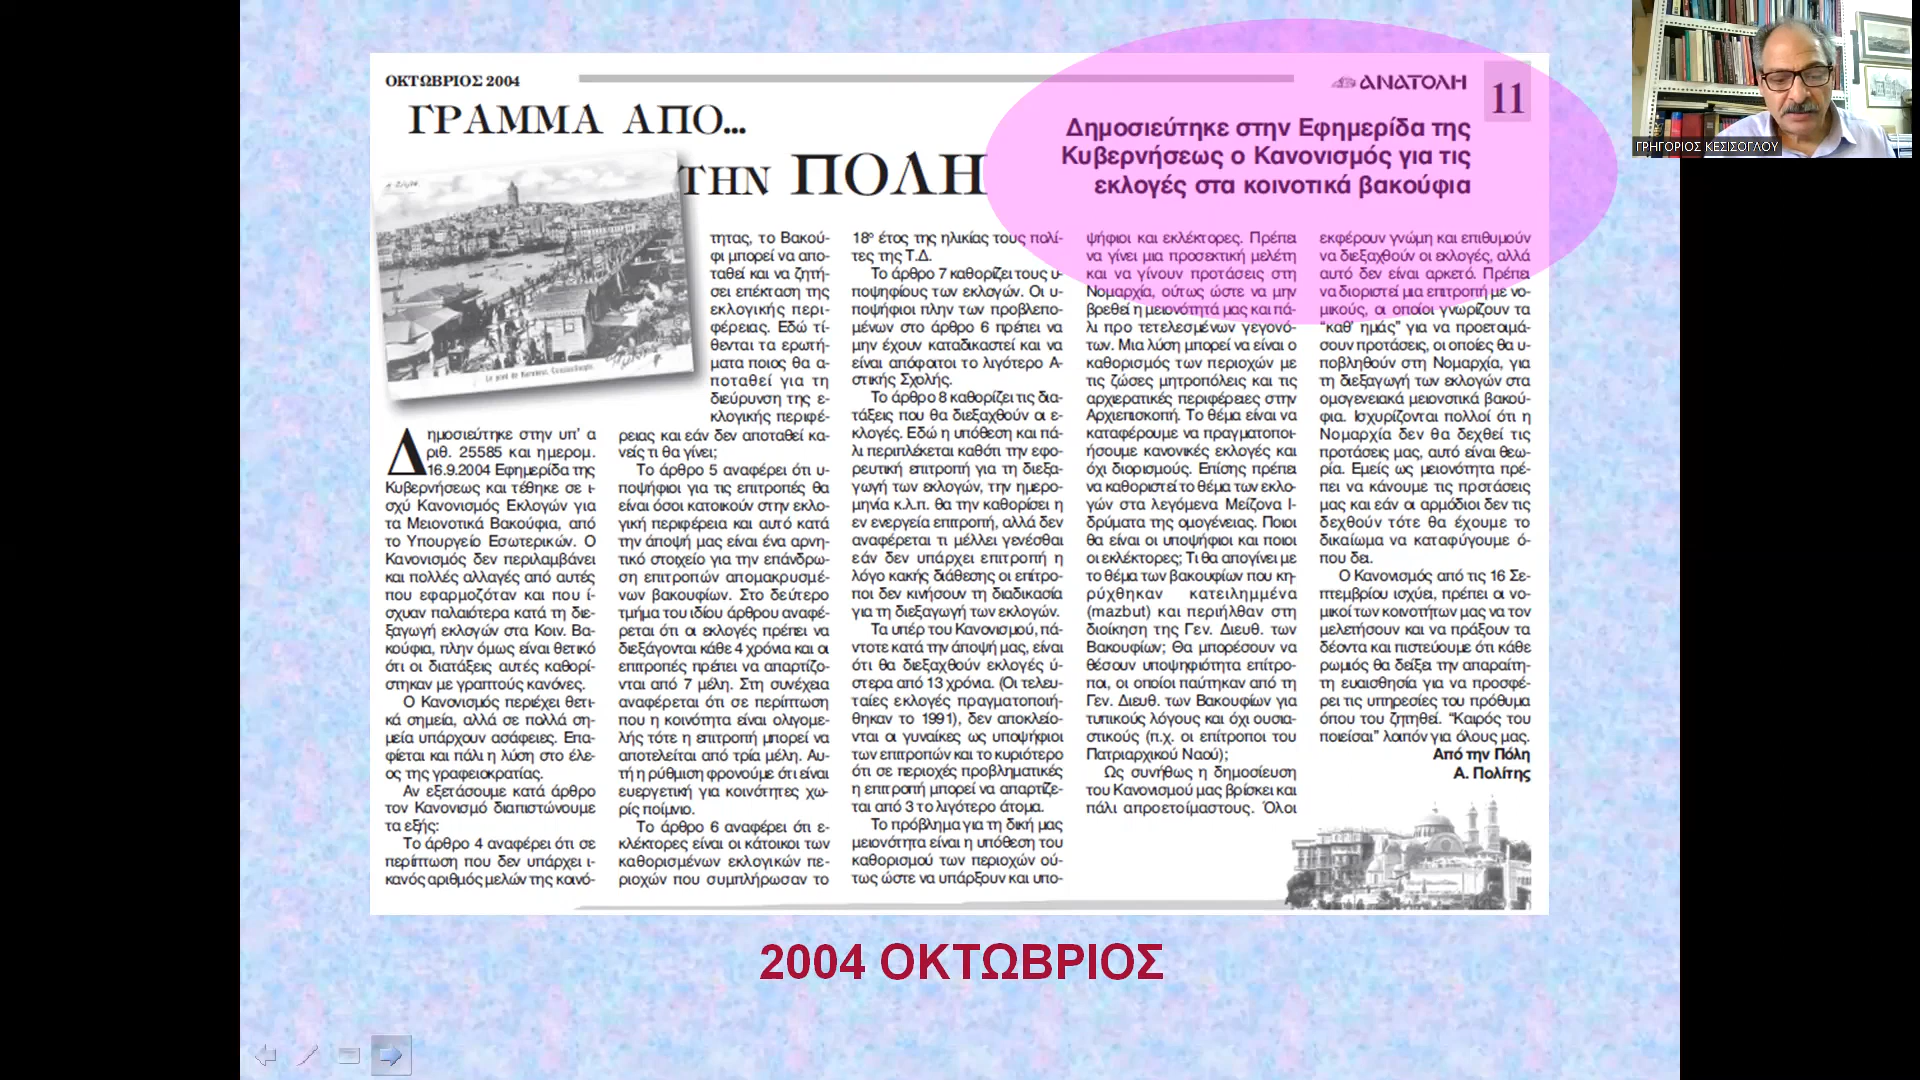 ΟΚΤΩΒΡΙΟΣ 2004
ΑΝΑΤΟΛΗ
11
ΓΡΑΜΜΑ ΑΠΟ...
ΤΗΝ ΠΟΛΗ
Δημοσιεύτηκε στην Εφημερίδα της
Κυβερνήσεως ο Κανονισμός για τις
εκλογές στα κοινοτικά βακούφια
Δημοσιεύτηκε στην υπ’ α
ριθ. 25585 και ημερομ.
16.9.2004 Εφημερίδα της
Κυβερνήσεως και τέθηκε σε ι-
σχύ Κανονισμός Εκλογών για
τα Μειονοτικά Βακούφια, από
το Υπουργείο Εσωτερικών. Ο
Κανονισμός δεν περιλαμβάνει
και πολλές αλλαγές από αυτές
που εφαρμοζόταν και που ί-
σχυαν παλαιότερα κατά τη διε-
ξαγωγή εκλογών στα Κοιν. Βα-
κούφια, πλην όμως είναι θετικό
ότι οι διατάξεις αυτές καθορί-
στηκαν με γραπτούς κανόνες.
Ο Κανονισμός περιέχει θετι-
κά σημεία, αλλά σε πολλά ση-
μεία υπάρχουν ασάφειες. Επα-
φίεται και πάλι η λύση στο έλε-
ος της γραφειοκρατίας.
Αν εξετάσουμε κατά άρθρο
τον Κανονισμό διαπιστώνουμε
τα εξής:
Το άρθρο 4 αναφέρει ότι σε
περίπτωση που δεν υπάρχει ι-
κανός αριθμός μελών της κοινό-
τητας, το Βακού-
φι μπορεί να απο-
ταθεί και να ζητή-
σει επέκταση της
εκλογικής περι-
φέρειας. Εδώ τί-
θενται τα ερωτή-
ματα ποιος θα α-
ποταθεί για τη
διεύρυνση της ε-
κλογικής περιφέ-
ρειας και εάν δεν αποταθεί κα-
νείς τι θα γίνει;
Το άρθρο 5 αναφέρει ότι υ-
ποψήφιοι για τις επιτροπές θα
είναι όσοι κατοικούν στην εκλο-
γική περιφέρεια και αυτό κατά
την άποψή μας είναι ένα αρνη-
τικό στοιχείο για την επάνδρω-
ση επιτροπών απομακρυσμέ-
νων βακουφίων. Στο δεύτερο
τμήμα του ιδίου άρθρου αναφέ-
ρεται ότι οι εκλογές πρέπει να
διεξάγονται κάθε 4 χρόνια και οι
επιτροπές πρέπει να απαρτίζο-
νται από 7 μέλη. Στη συνέχεια
αναφέρεται ότι σε περίπτωση
που η κοινότητα είναι ολιγομε-
λής τότε η επιτροπή μπορεί να
αποτελείται από τρία μέλη. Αυ-
τή η ρύθμιση φρονούμε ότι είναι
ευεργετική για κοινότητες χω-
ρίς ποίμνιο.
Το άρθρο 6 αναφέρει ότι ε-
κλέκτορες είναι οι κάτοικοι των
καθορισμένων εκλογικών πε-
ριοχών που συμπλήρωσαν το
18ο έτος της ηλικίας τους πολί-
τες της Τ.Δ.
Το άρθρο 7 καθορίζει τους υ-
ποψηφίους των εκλογών. Οι υ-
ποψήφιοι πλην των προβλεπο-
μένων στο άρθρο 6 πρέπει να
μην έχουν καταδικαστεί και να
είναι απόφοιτοι το λιγότερο Α-
στικής Σχολής.
Το άρθρο 8 καθορίζει τις δια-
τάξεις που θα διεξαχθούν οι ε-
κλογές. Εδώ η υπόθεση και πά-
λι περιπλέκεται καθότι την εφο-
ρευτική επιτροπή για τη διεξα-
γωγή των εκλογών, την ημερο-
μηνία κ.λ.π. θα την καθορίσει η
εν ενεργεία επιτροπή, αλλά δεν
αναφέρεται τι μέλλει γενέσθαι
εάν δεν υπάρχει επιτροπή η
λόγο κακής διάθεσης οι επίτρο-
ποι δεν κινήσουν τη διαδικασία
για τη διεξαγωγή των εκλογών.
Τα υπέρ του Κανονισμού, πά-
ντοτε κατά την άποψή μας, είναι
ότι θα διεξαχθούν εκλογές ύ-
στερα από 13 χρόνια. (Οι τελευ-
ταίες εκλογές πραγματοποιή-
θηκαν το 1991), δεν αποκλείο-
νται οι γυναίκες ως υποψήφιοι
των επιτροπών και το κυριότερο
ότι σε περιοχές προβληματικές
η επιτροπή μπορεί να απαρτίζε-
ται από 3 το λιγότερο άτομα.
Το πρόβλημα για τη δική μας
μειονότητα είναι η υπόθεση του
καθορισμού των περιοχών ού-
τως ώστε να υπάρξουν και υπο-
ψήφιοι και εκλέκτορες. Πρέπει
να γίνει μια προσεκτική μελέτη
και να γίνουν προτάσεις στη
Νομαρχία, ούτως ώστε να μην
βρεθεί η μειονότητά μας και πά-
λι προ τετελεσμένων γεγονό-
των. Μια λύση μπορεί να είναι ο
καθορισμός των περιοχών με
τις ζώσες μητροπόλεις και τις
αρχιερατικές περιφέρειες στην
Αρχιεπισκοπή. Το θέμα είναι να
καταφέρουμε να πραγματοποι-
ήσουμε κανονικές εκλογές και
όχι διορισμούς. Επίσης πρέπει
να καθοριστεί το θέμα των εκλο-
γών στα λεγόμενα Μείζονα Ι-
δρύματα της ομογένειας. Ποιοι
θα είναι οι υποψήφιοι και ποιοι
οι εκλέκτορες; Τι θα απογίνει με
το θέμα των βακουφίων που κη-
ρύχθηκαν κατειλημμένα
(mazbut) και περιήλθαν στη
διοίκηση της Γεν. Διευθ. των
Βακουφίων; Θα μπορέσουν να
θέσουν υποψηφιότητα επίτρο-
ποι, οι οποίοι παύτηκαν από τη
Γεν. Διευθ. των Βακουφίων για
τυπικούς λόγους και όχι ουσια-
στικούς (π.χ. οι επίτροποι του
Πατριαρχικού Ναού);
Ως συνήθως η δημοσίευση
του Κανονισμού μας βρίσκει και
πάλι απροετοίμαστους. Όλοι
εκφέρουν γνώμη και επιθυμούν
να διεξαχθούν οι εκλογές, αλλά
αυτό δεν είναι αρκετό. Πρέπει
να διοριστεί μια επιτροπή με νο-
μικούς, οι οποίοι γνωρίζουν τα
“καθ’ ημάς” για να προετοιμά-
σουν προτάσεις, οι οποίες θα υ-
ποβληθούν στη Νομαρχία, για
τη διεξαγωγή των εκλογών στα
ομογενειακά μειονοτικά βακού-
φια. Ισχυρίζονται πολλοί ότι η
Νομαρχία δεν θα δεχθεί τις
προτάσεις μας, αυτό είναι θεω-
ρία. Εμείς ως μειονότητα πρέ-
πει να κάνουμε τις προτάσεις
μας και εάν οι αρμόδιοι δεν τις
δεχθούν τότε θα έχουμε το
δικαίωμα να καταφύγουμε ό-
που δει.
Ο Κανονισμός από τις 16 Σε-
πτεμβρίου ισχύει, πρέπει οι νο-
μικοί των κοινοτήτων μας να τον
μελετήσουν και να πράξουν τα
δέοντα και πιστεύουμε ότι κάθε
ρωμιός θα δείξει την απαραίτη-
τη ευαισθησία για να προσφέ-
ρει τις υπηρεσίες του πρόθυμα
όπου του ζητηθεί. “Καιρός του
ποιείσαι” λοιπόν για όλους μας.
Από την Πόλη
Α. Πολίτης
2004 ΟΚΤΩΒΡΙΟΣ
ΓΡΗΓΟΡΙΟΣ ΚΕΣΙΣΟΓΛΟΥ